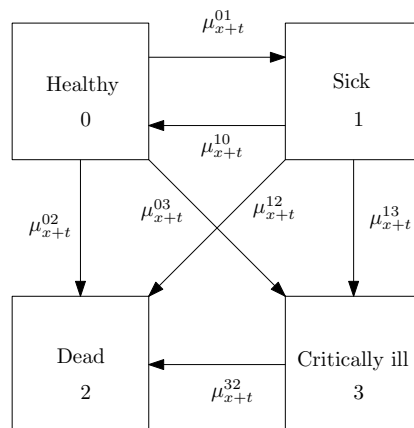 μ^{01}_{x+t}
Healthy
0
Sick
1
μ^{10}_{x+t}
μ^{02}_{x+t}
μ^{03}_{x+t}
μ^{12}_{x+t}
μ^{13}_{x+t}
Dead
2
Critically ill
3
μ^{32}_{x+t}